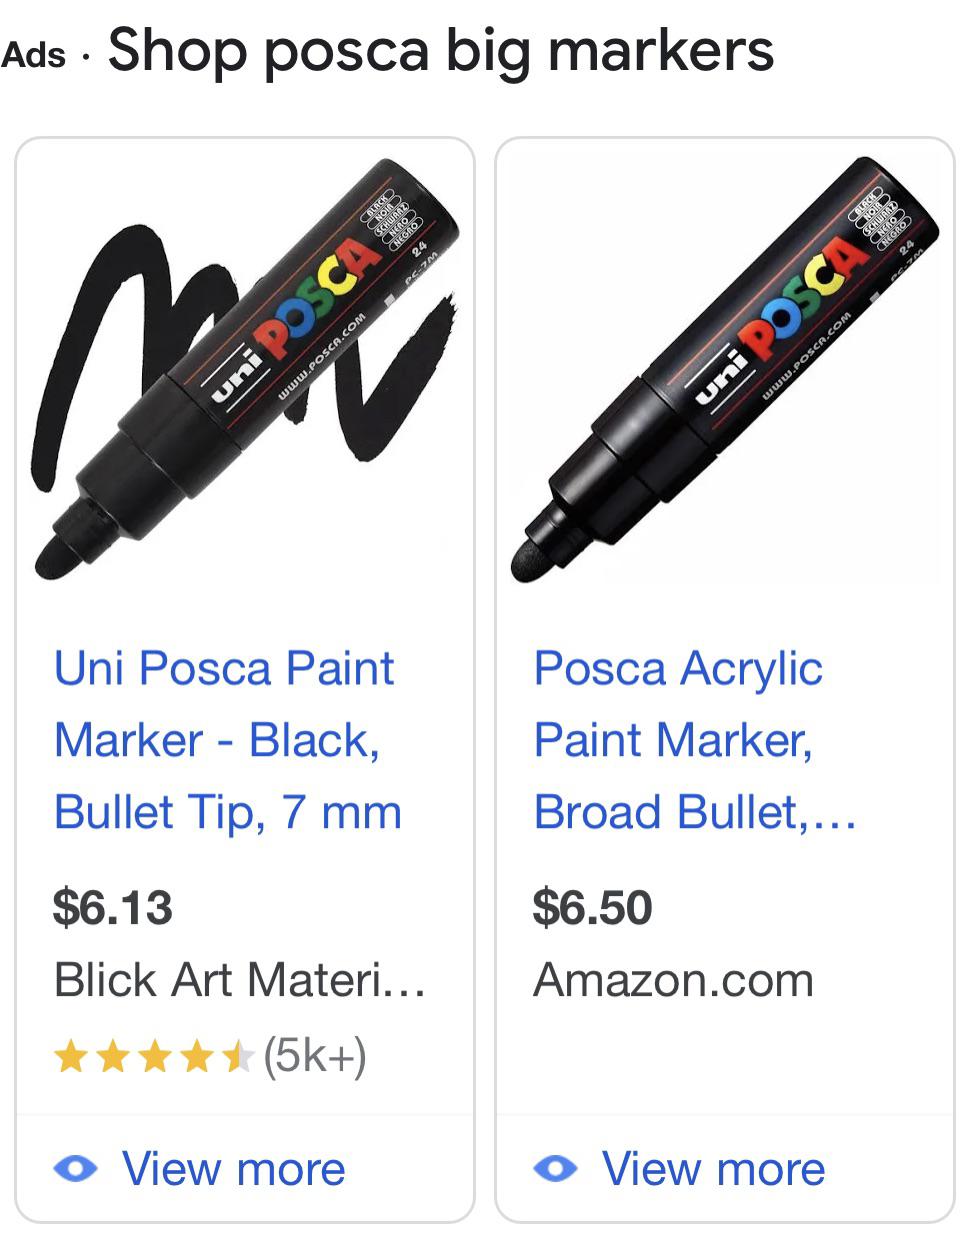 Ads · Shop posca big markers
BLACK
NOIR
SCHWARZ
NERO
NEGRO
24
PC-7M
uni POSCA
WWW.POSCA.COM
Uni Posca Paint
Marker - Black,
Bullet Tip, 7 mm
$6.13
Blick Art Materi...
(5k+)
View more
BLACK
NOIR
SCHWARZ
NERO
NEGRO
24
PC-7M
uni POSCA
WWW.POSCA.COM
Posca Acrylic
Paint Marker,
Broad Bullet,...
$6.50
Amazon.com
View more